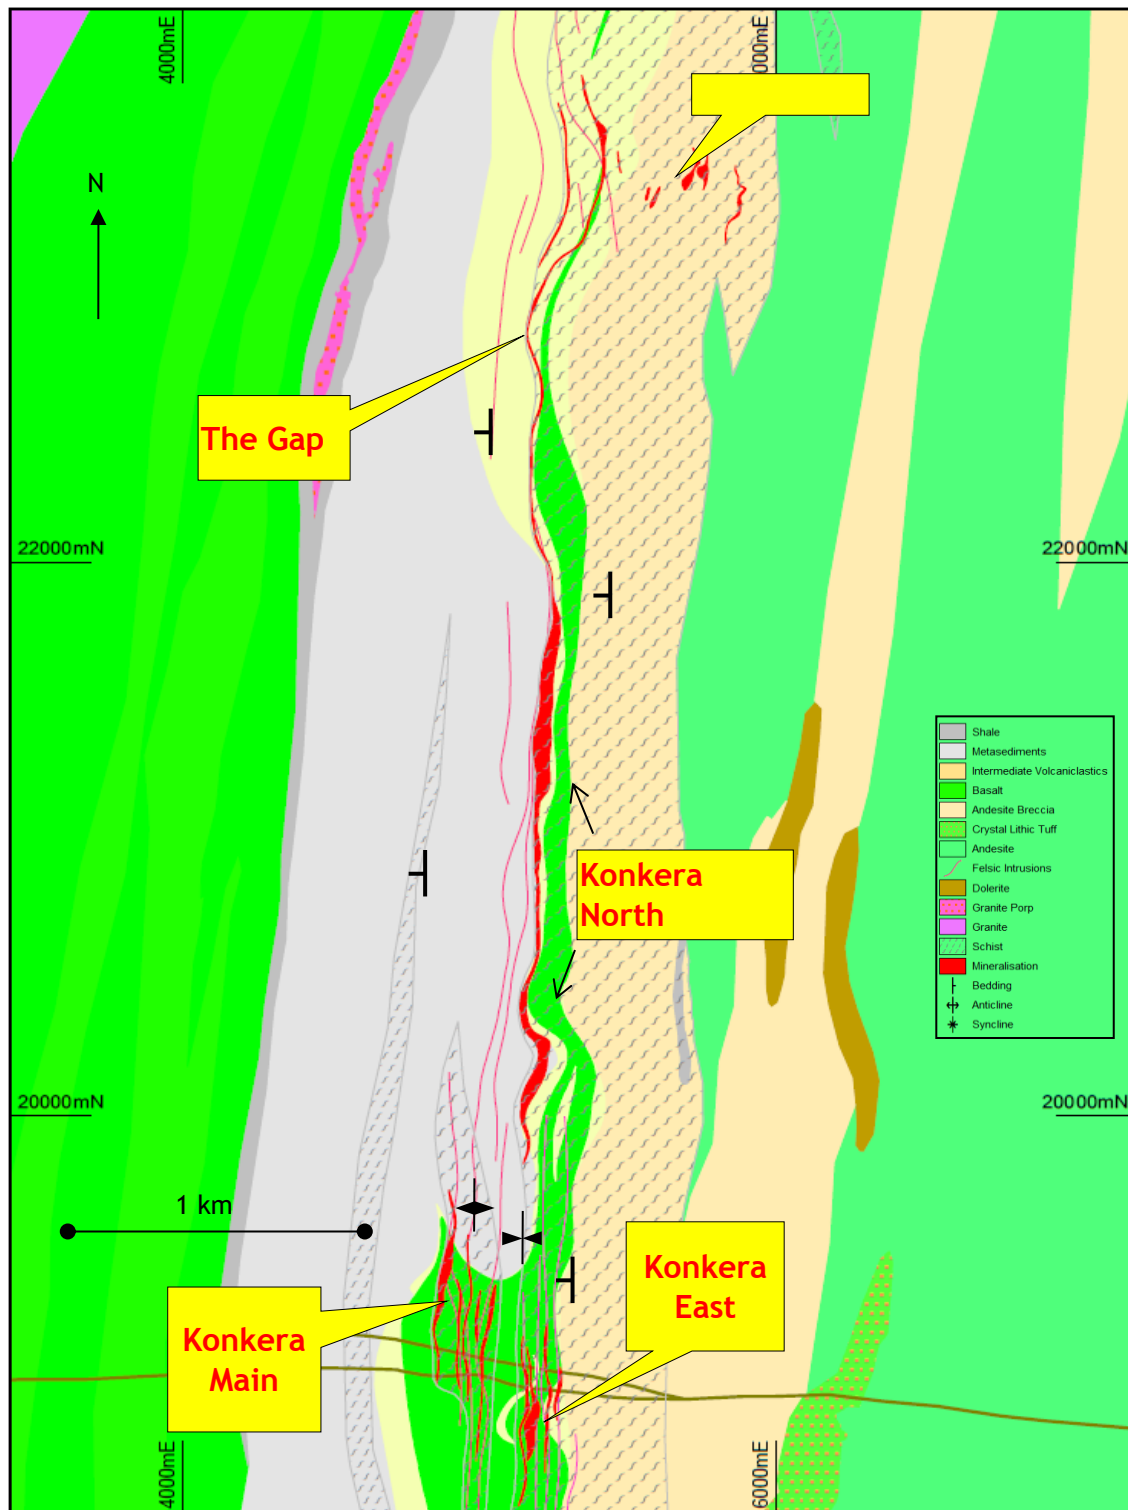 4000mE
000mE
N
The Gap
22000mN
22000mN
Shale
Metasediments
Intermediate Volcaniclastics
Basalt
Andesite Breccia
Crystal Lithic Tuff
Andesite
Felsic Intrusions
Dolerite
Granite Porp
Granite
Schist
Mineralisation
Bedding
Anticline
Syncline
Konkera
North
20000mN
20000mN
1 km
Konkera
East
Konkera
Main
4000mE
6000mE